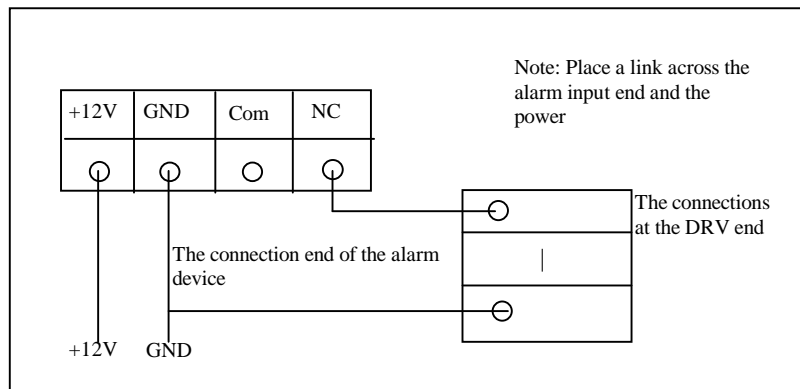 Note: Place a link across the
alarm input end and the
power
+12V GND Com NC
The connections
at the DRV end
The connection end of the alarm
device
+12V GND